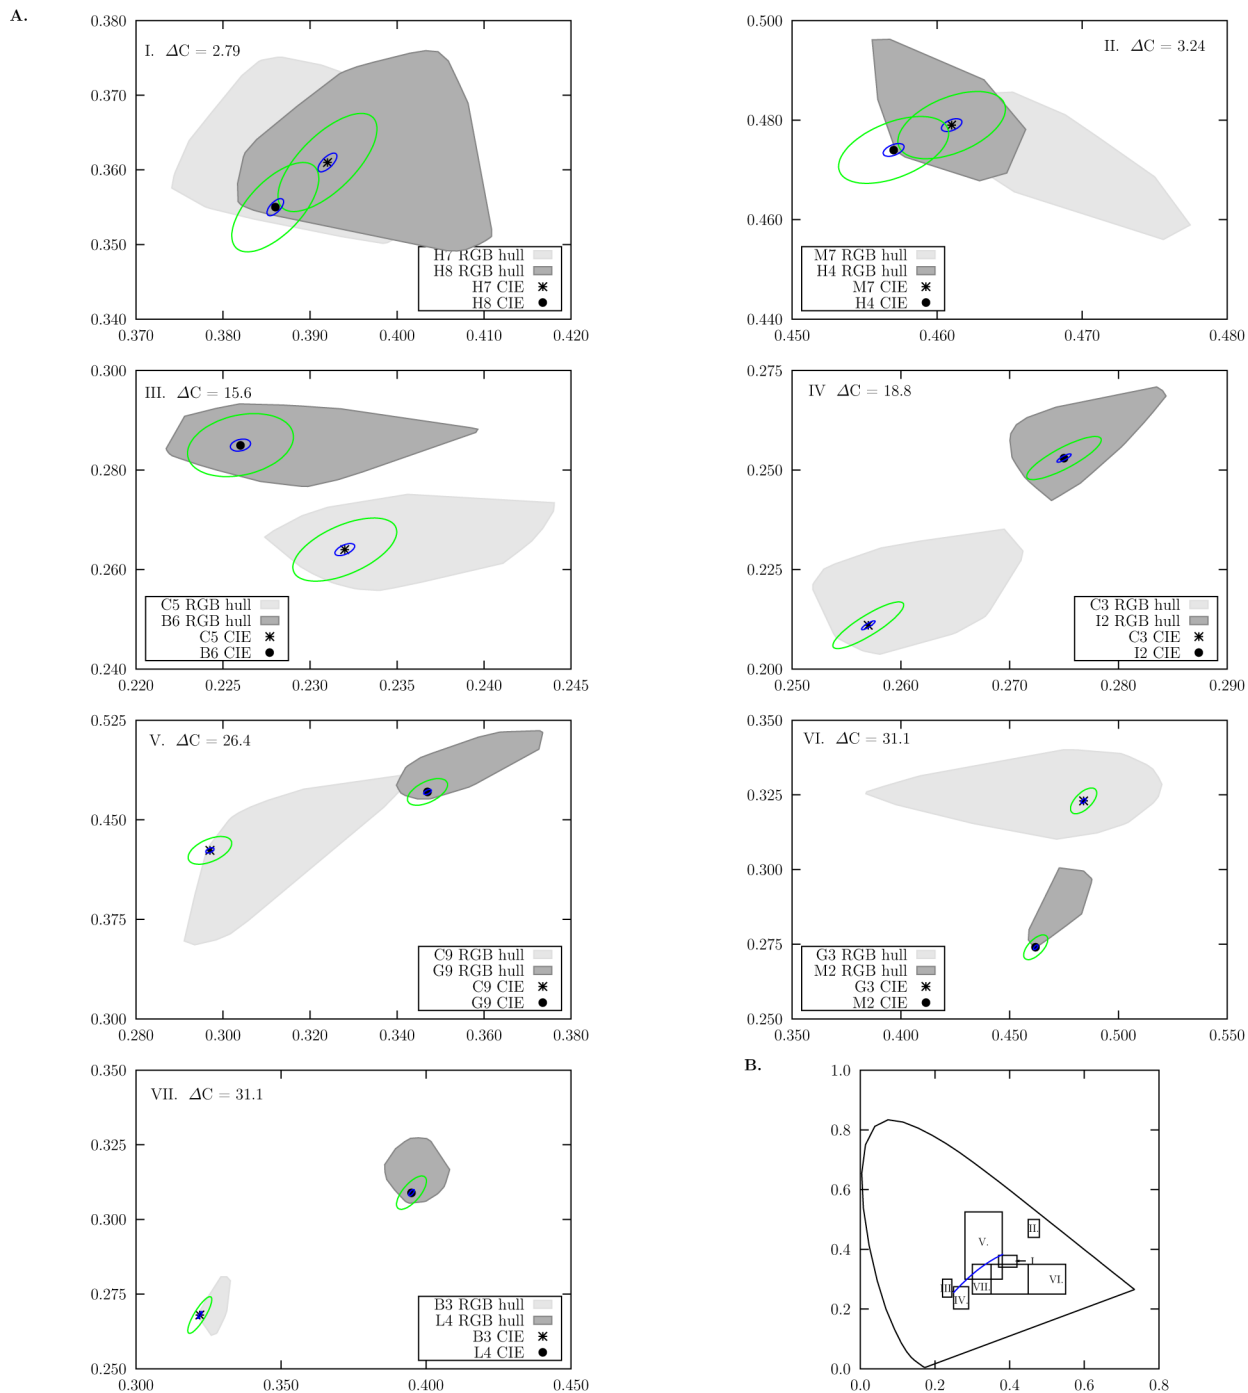 A.
I. ΔC = 2.79
0.380
0.370
0.360
0.350
0.340
0.370 0.380 0.390 0.400 0.410 0.420
H7 RGB hull
H8 RGB hull
H7 CIE
H8 CIE
II. ΔC = 3.24
0.500
0.480
0.460
0.440
0.450 0.460 0.470 0.480
M7 RGB hull
H4 RGB hull
M7 CIE
H4 CIE
III. ΔC = 15.6
0.300
0.280
0.260
0.240
0.220 0.225 0.230 0.235 0.240 0.245
C5 RGB hull
B6 RGB hull
C5 CIE
B6 CIE
IV ΔC = 18.8
0.275
0.250
0.225
0.200
0.250 0.260 0.270 0.280 0.290
C3 RGB hull
I2 RGB hull
C3 CIE
I2 CIE
V. ΔC = 26.4
0.525
0.450
0.375
0.300
0.280 0.300 0.320 0.340 0.360 0.380
C9 RGB hull
G9 RGB hull
C9 CIE
G9 CIE
VI. ΔC = 31.1
0.350
0.325
0.300
0.275
0.250
0.350 0.400 0.450 0.500 0.550
G3 RGB hull
M2 RGB hull
G3 CIE
M2 CIE
VII. ΔC = 31.1
0.350
0.325
0.300
0.275
0.250
0.300 0.350 0.400 0.450
B3 RGB hull
L4 RGB hull
B3 CIE
L4 CIE
B.
1.0
0.8
0.6
0.4
0.2
0.0
0.0 0.2 0.4 0.6 0.8
II.
V.
I.
VII.
VI.
III.
IV.